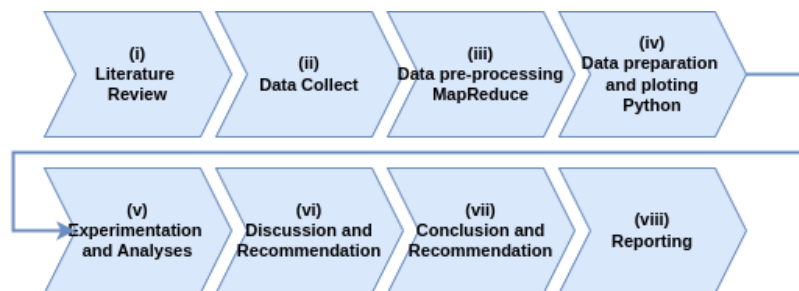 (i)
Literature
Review
(ii)
Data Collect
(iii)
Data pre-processing
MapReduce
(iv)
Data preparation
and ploting
Python
(v)
Experimentation
and Analyses
(vi)
Discussion and
Recommendation
(vii)
Conclusion and
Recommendation
(viii)
Reporting